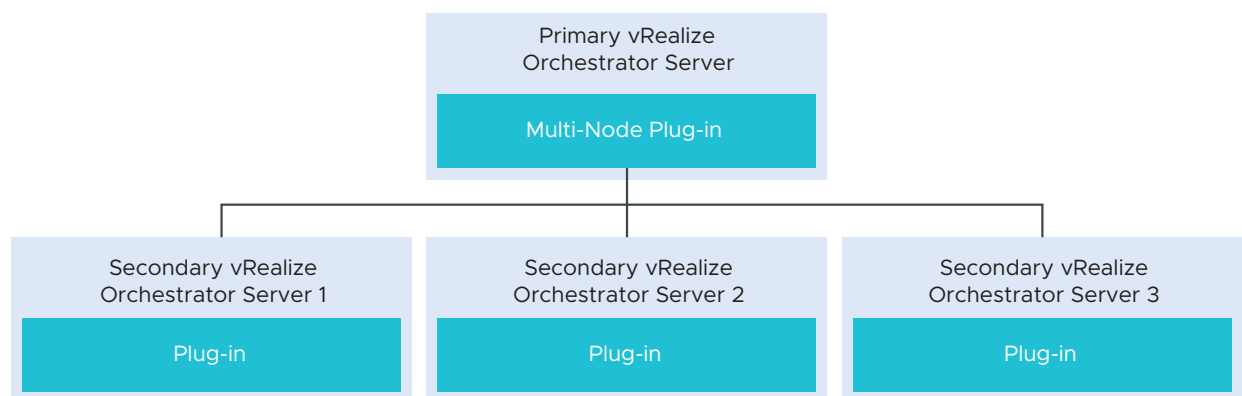 Primary vRealize
Orchestrator Server
Multi-Node Plug-in
Secondary vRealize
Orchestrator Server 1
Plug-in
Secondary vRealize
Orchestrator Server 2
Plug-in
Secondary vRealize
Orchestrator Server 3
Plug-in